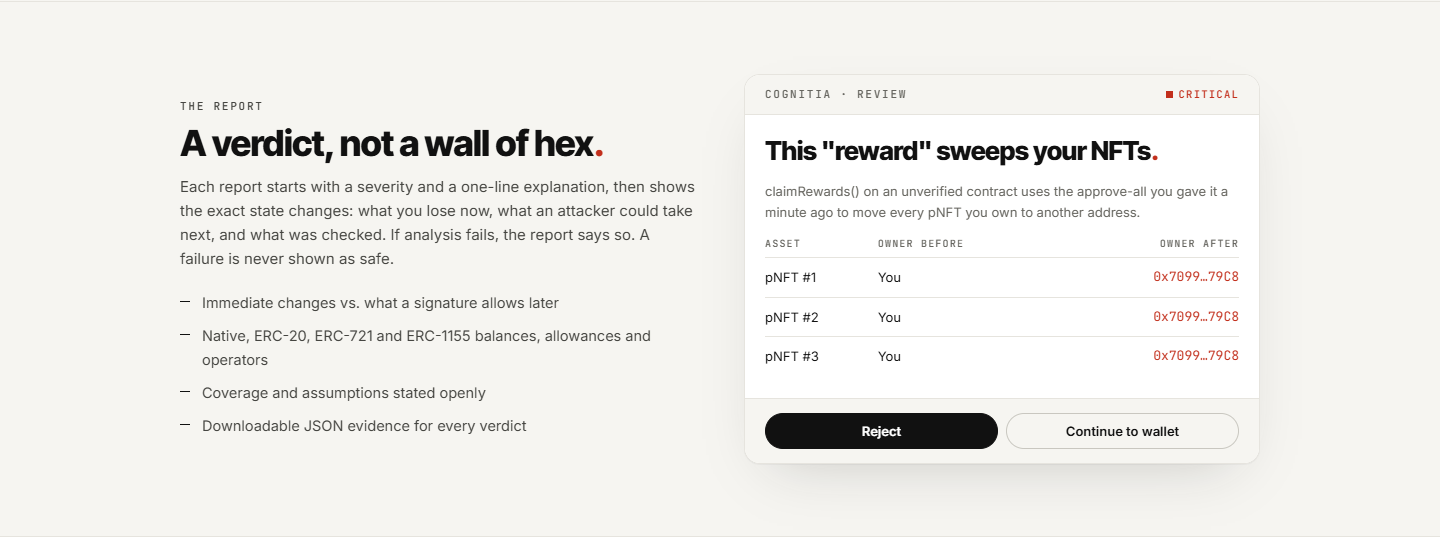 THE REPORT
A verdict, not a wall of hex.
Each report starts with a severity and a one-line explanation, then shows
the exact state changes: what you lose now, what an attacker could take
next, and what was checked. If analysis fails, the report says so. A
failure is never shown as safe.
Immediate changes vs. what a signature allows later
Native, ERC-20, ERC-721 and ERC-1155 balances, allowances and
operators
Coverage and assumptions stated openly
Downloadable JSON evidence for every verdict
COGNITIA · REVIEW
CRITICAL
This "reward" sweeps your NFTs.
claimRewards() on an unverified contract uses the approve-all you gave it a
minute ago to move every pNFT you own to another address.
ASSET OWNER BEFORE OWNER AFTER
pNFT #1 You 0x7099…79C8
pNFT #2 You 0x7099…79C8
pNFT #3 You 0x7099…79C8
Reject Continue to wallet